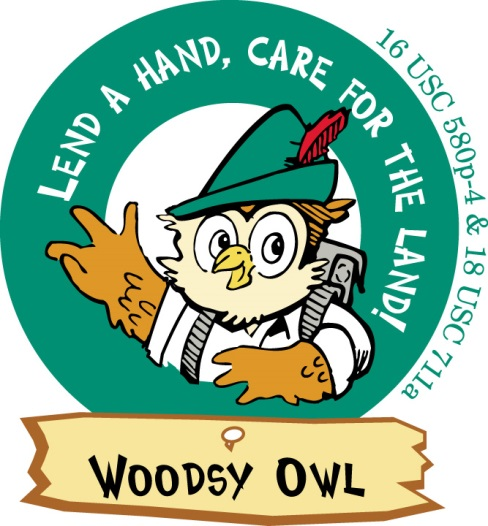 LEND A HAND, CARE FOR THE LAND!
16 USC 580p-4 & 18 USC 711a
WOODSY OWL